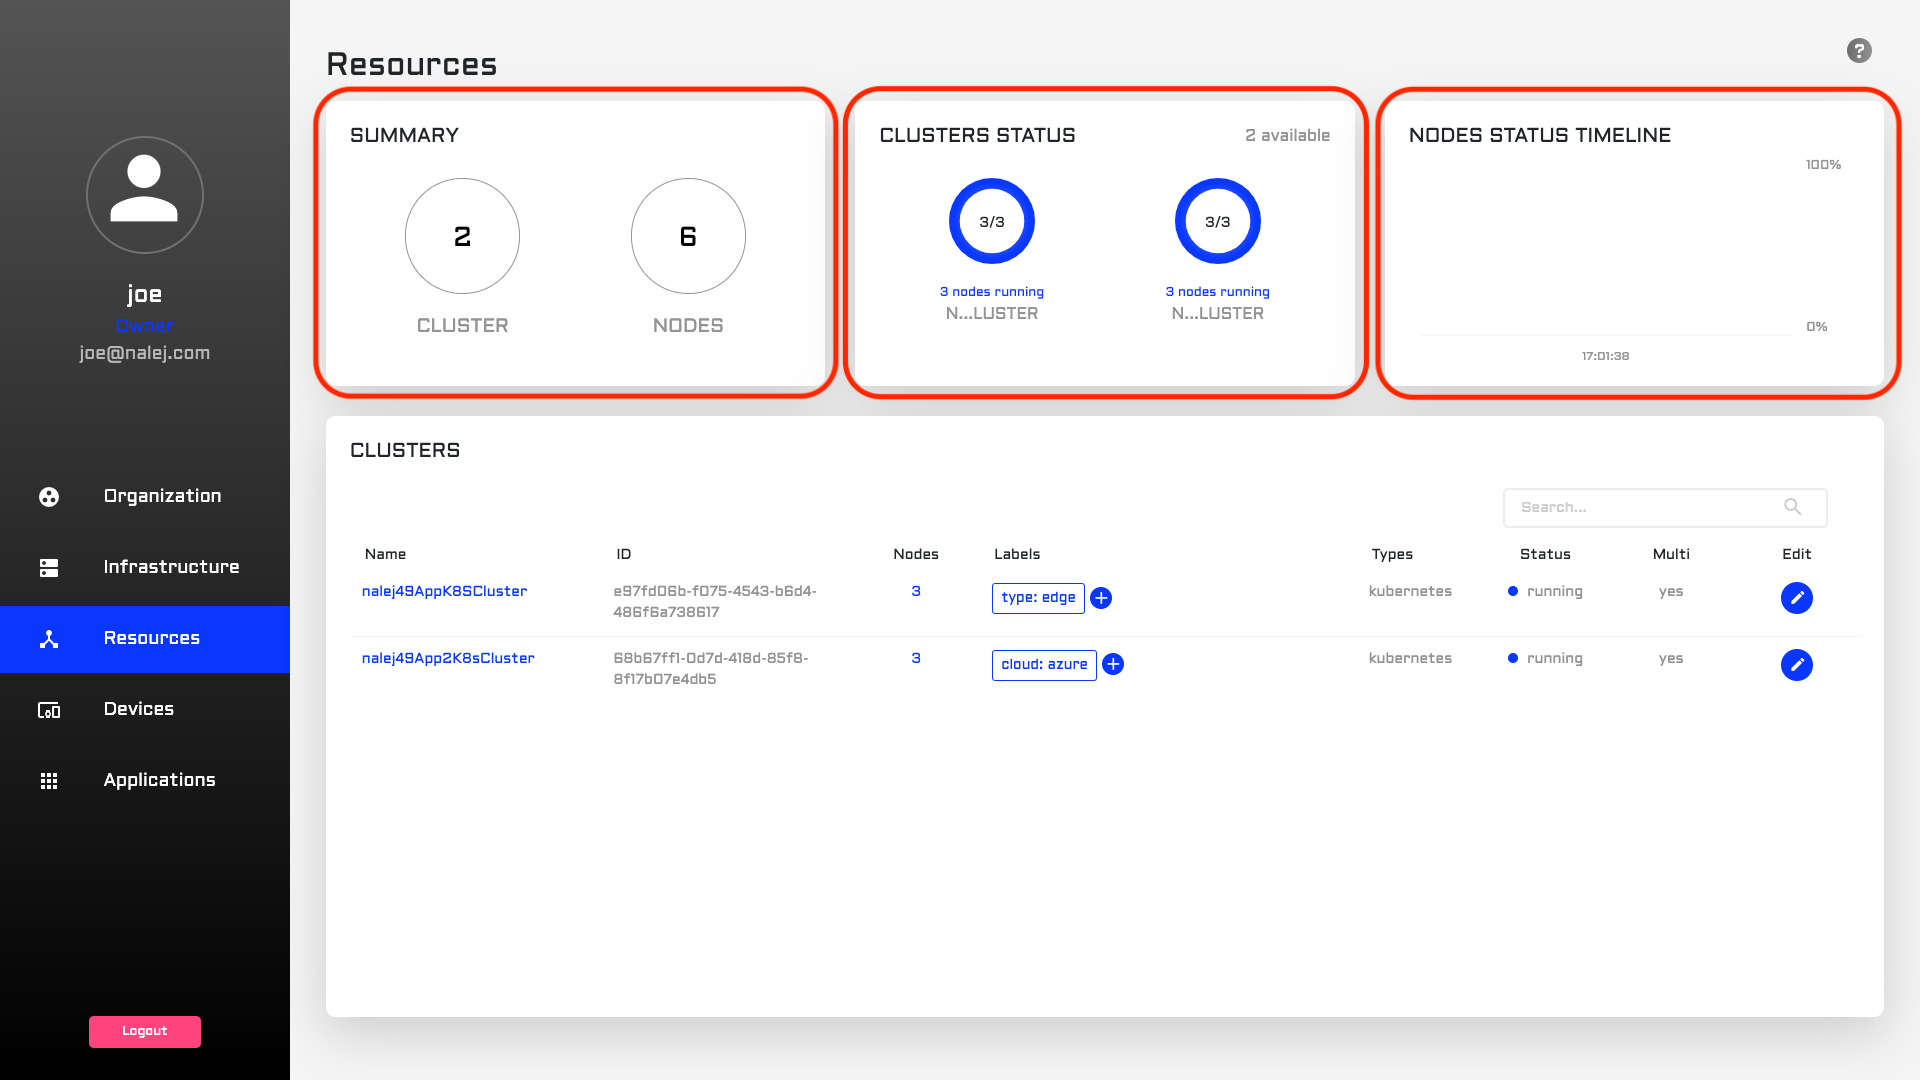 joe
Owner
joe@nalej.com
Organization
Infrastructure
Resources
Devices
Applications
Logout
Resources
?
SUMMARY
2
CLUSTER
6
NODES
CLUSTERS STATUS
2 available
3/3
3 nodes running
N...LUSTER
3/3
3 nodes running
N...LUSTER
NODES STATUS TIMELINE
100%
0%
17:01:38
CLUSTERS
Search...
Name ID Nodes Labels Types Status Multi Edit
nalej49AppK8SCluster e97fd06b-f075-4543-b6d4- 3 type: edge kubernetes running yes
486f6a738617
nalej49App2K8sCluster 68b67ff1-0d7d-418d-85f8- 3 cloud: azure kubernetes running yes
8f17b07e4db5